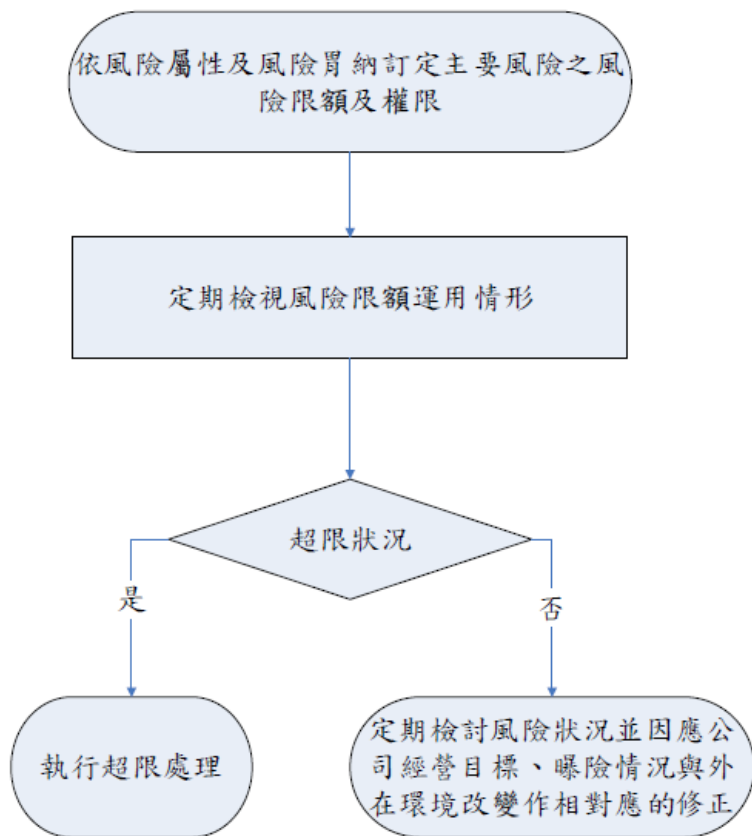 依風險屬性及風險胃納訂定主要風險之風
險限額及權限
定期檢視風險限額運用情形
超限狀況
是
否
執行超限處理
定期檢討風險狀況並因應公
司經營目標、曝險情況與外
在環境改變作相對應的修正